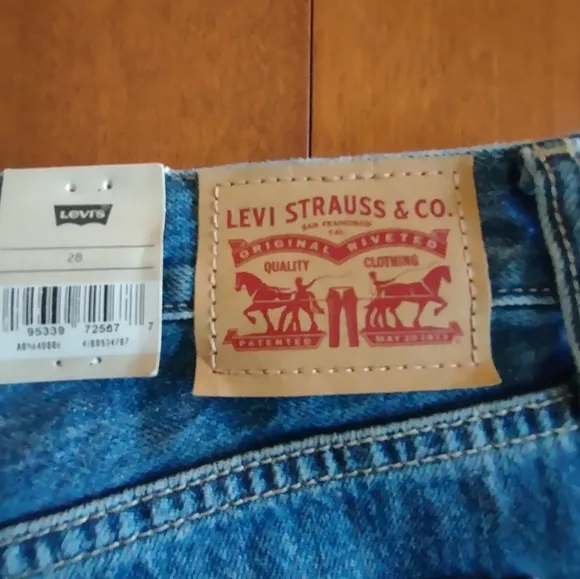 LEVI'S
28
95339 72567 7
LEVI STRAUSS & CO.
SAN FRANCISCO
CAL.
ORIGINAL RIVETED
QUALITY CLOTHING
PATENTED MAY 20 1873